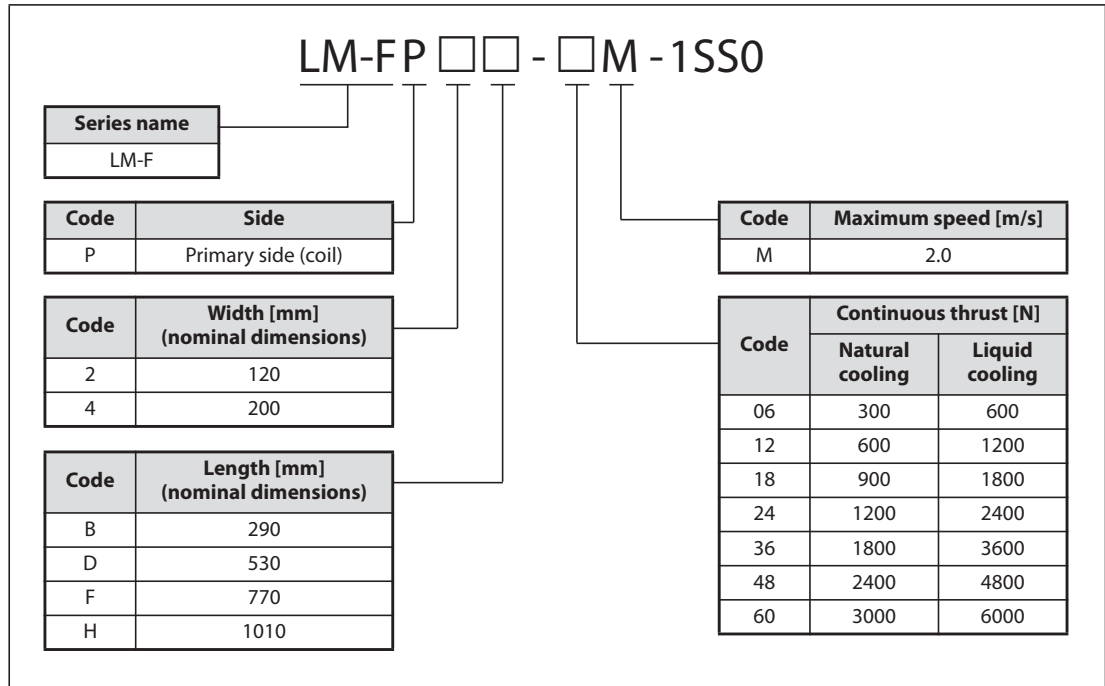 LM-FP □□ - □M - 1SS0
Series name
LM-F
Code Side
P Primary side (coil)
Code Width [mm]
(nominal dimensions)
2 120
4 200
Code Length [mm]
(nominal dimensions)
B 290
D 530
F 770
H 1010
Code Maximum speed [m/s]
M 2.0
Code Continuous thrust [N]
Natural cooling Liquid cooling
06 300 600
12 600 1200
18 900 1800
24 1200 2400
36 1800 3600
48 2400 4800
60 3000 6000